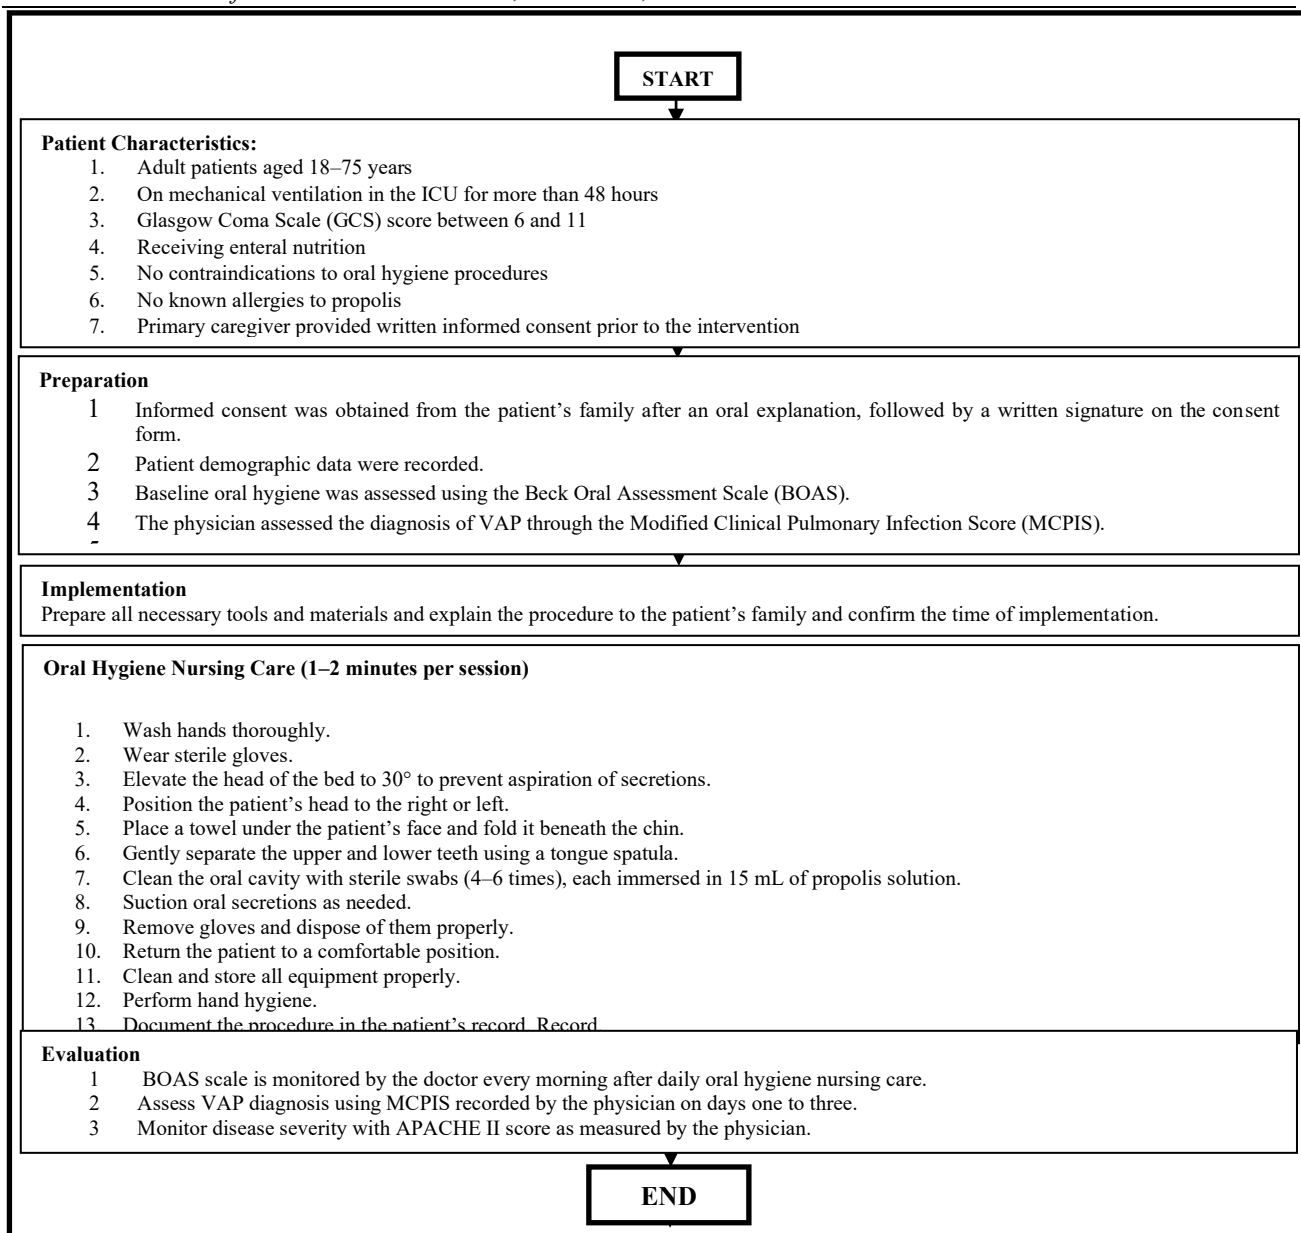 START
Patient Characteristics:
1. Adult patients aged 18–75 years
2. On mechanical ventilation in the ICU for more than 48 hours
3. Glasgow Coma Scale (GCS) score between 6 and 11
4. Receiving enteral nutrition
5. No contraindications to oral hygiene procedures
6. No known allergies to propolis
7. Primary caregiver provided written informed consent prior to the intervention
Preparation
1 Informed consent was obtained from the patient’s family after an oral explanation, followed by a written signature on the consent
form.
2 Patient demographic data were recorded.
3 Baseline oral hygiene was assessed using the Beck Oral Assessment Scale (BOAS).
4 The physician assessed the diagnosis of VAP through the Modified Clinical Pulmonary Infection Score (MCPIS).
Implementation
Prepare all necessary tools and materials and explain the procedure to the patient’s family and confirm the time of implementation.
Oral Hygiene Nursing Care (1–2 minutes per session)
1. Wash hands thoroughly.
2. Wear sterile gloves.
3. Elevate the head of the bed to 30° to prevent aspiration of secretions.
4. Position the patient’s head to the right or left.
5. Place a towel under the patient’s face and fold it beneath the chin.
6. Gently separate the upper and lower teeth using a tongue spatula.
7. Clean the oral cavity with sterile swabs (4–6 times), each immersed in 15 mL of propolis solution.
8. Suction oral secretions as needed.
9. Remove gloves and dispose of them properly.
10. Return the patient to a comfortable position.
11. Clean and store all equipment properly.
12. Perform hand hygiene.
13. Document the procedure in the patient’s record. Record
Evaluation
1 BOAS scale is monitored by the doctor every morning after daily oral hygiene nursing care.
2 Assess VAP diagnosis using MCPIS recorded by the physician on days one to three.
3 Monitor disease severity with APACHE II score as measured by the physician.
END